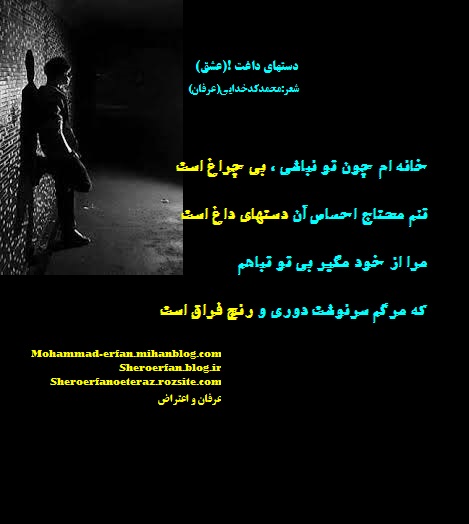 دستهای داغت !(عشق)
شعر:محمدکدخدایی(عرفان)
خانه ام چون تو نباشی ، بی چراغ است
تنم محتاج احساس آن دستهای داغ است
مرا از خود مگیر بی تو تباهم
که مرگم سرنوشت دوری و رنج فراق است
Mohammad-erfan.mihanblog.com
Sheroerfan.blog.ir
Sheroerfanoeteraz.rozsite.com
عرفان و اعتراض